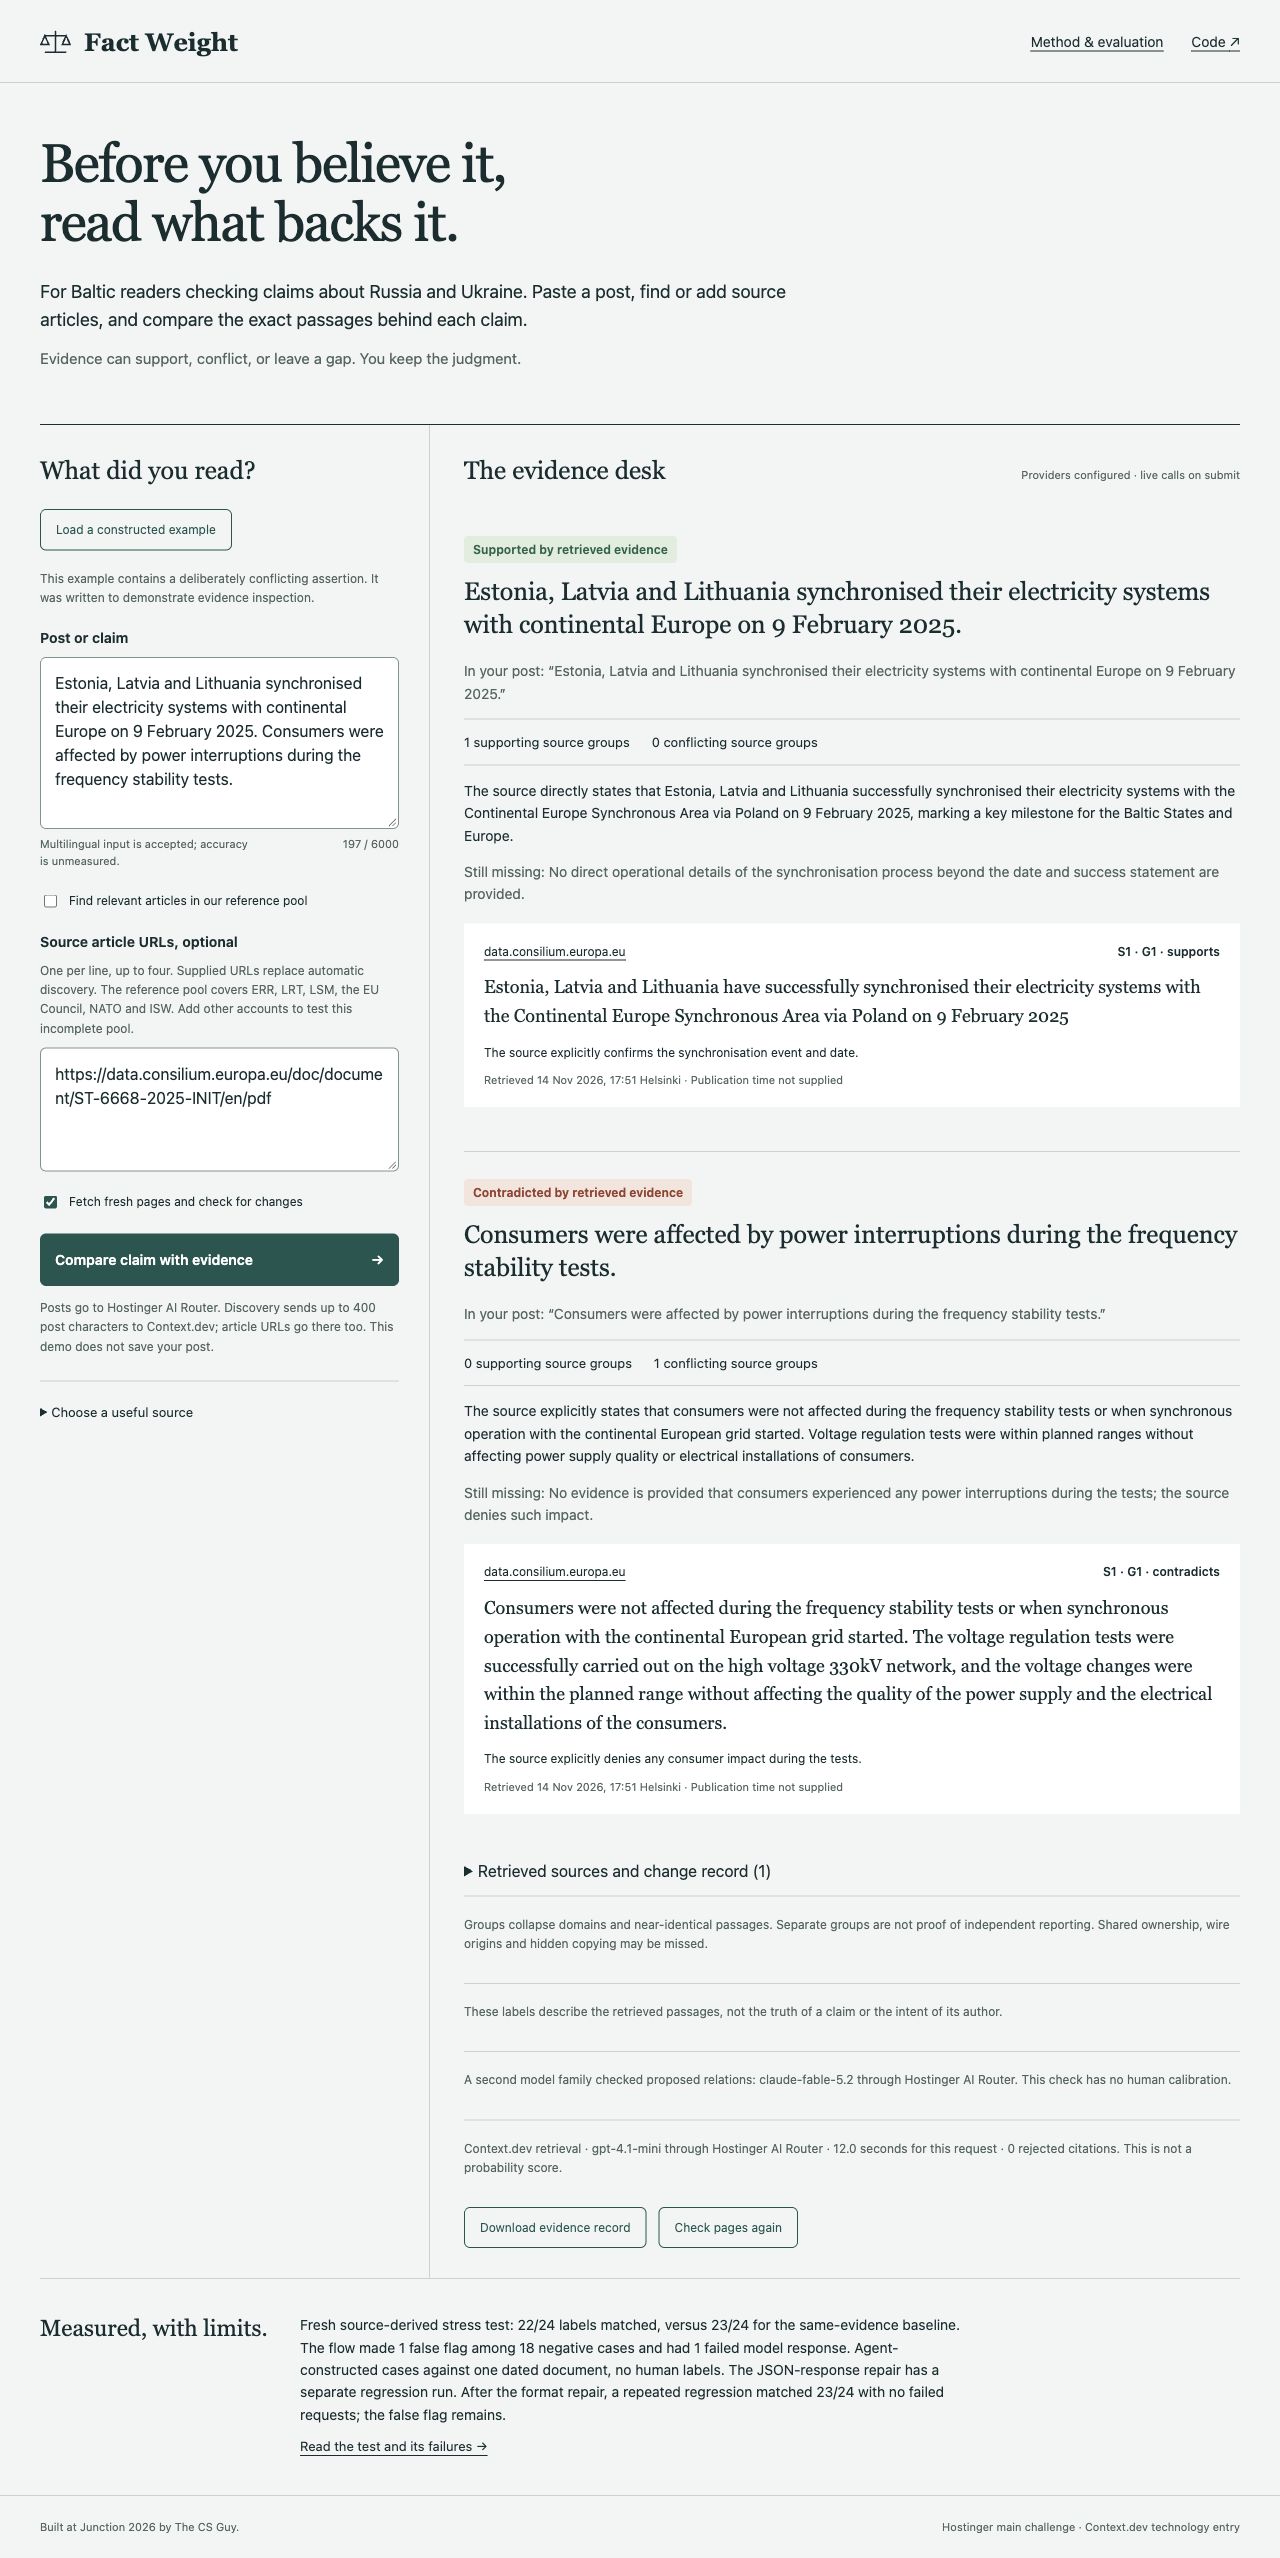 Fact Weight
Method & evaluation
Code ↗
Before you believe it,
read what backs it.
For Baltic readers checking claims about Russia and Ukraine. Paste a post, find or add source
articles, and compare the exact passages behind each claim.
Evidence can support, conflict, or leave a gap. You keep the judgment.
What did you read?
Load a constructed example
This example contains a deliberately conflicting assertion. It
was written to demonstrate evidence inspection.
Post or claim
Estonia, Latvia and Lithuania synchronised
their electricity systems with continental
Europe on 9 February 2025. Consumers were
affected by power interruptions during the
frequency stability tests.
Multilingual input is accepted; accuracy
is unmeasured.
197 / 6000
Find relevant articles in our reference pool
Source article URLs, optional
One per line, up to four. Supplied URLs replace automatic
discovery. The reference pool covers ERR, LRT, LSM, the EU
Council, NATO and ISW. Add other accounts to test this
incomplete pool.
https://data.consilium.europa.eu/doc/docume
nt/ST-6668-2025-INIT/en/pdf
Fetch fresh pages and check for changes
Compare claim with evidence →
Posts go to Hostinger AI Router. Discovery sends up to 400
post characters to Context.dev; article URLs go there too. This
demo does not save your post.
▶ Choose a useful source
The evidence desk
Providers configured · live calls on submit
Supported by retrieved evidence
Estonia, Latvia and Lithuania synchronised their electricity systems
with continental Europe on 9 February 2025.
In your post: “Estonia, Latvia and Lithuania synchronised their electricity systems with continental Europe on 9 February
2025.”
1 supporting source groups
0 conflicting source groups
The source directly states that Estonia, Latvia and Lithuania successfully synchronised their electricity systems with the
Continental Europe Synchronous Area via Poland on 9 February 2025, marking a key milestone for the Baltic States and
Europe.
Still missing: No direct operational details of the synchronisation process beyond the date and success statement are
provided.
data.consilium.europa.eu
S1 · G1 · supports
Estonia, Latvia and Lithuania have successfully synchronised their electricity systems with
the Continental Europe Synchronous Area via Poland on 9 February 2025
The source explicitly confirms the synchronisation event and date.
Retrieved 14 Nov 2026, 17:51 Helsinki · Publication time not supplied
Contradicted by retrieved evidence
Consumers were affected by power interruptions during the frequency
stability tests.
In your post: “Consumers were affected by power interruptions during the frequency stability tests.”
0 supporting source groups
1 conflicting source groups
The source explicitly states that consumers were not affected during the frequency stability tests or when synchronous
operation with the continental European grid started. Voltage regulation tests were within planned ranges without
affecting power supply quality or electrical installations of consumers.
Still missing: No evidence is provided that consumers experienced any power interruptions during the tests; the source
denies such impact.
data.consilium.europa.eu
S1 · G1 · contradicts
Consumers were not affected during the frequency stability tests or when synchronous
operation with the continental European grid started. The voltage regulation tests were
successfully carried out on the high voltage 330kV network, and the voltage changes were
within the planned range without affecting the quality of the power supply and the electrical
installations of the consumers.
The source explicitly denies any consumer impact during the tests.
Retrieved 14 Nov 2026, 17:51 Helsinki · Publication time not supplied
▶ Retrieved sources and change record (1)
Groups collapse domains and near-identical passages. Separate groups are not proof of independent reporting. Shared ownership, wire
origins and hidden copying may be missed.
These labels describe the retrieved passages, not the truth of a claim or the intent of its author.
A second model family checked proposed relations: claude-fable-5.2 through Hostinger AI Router. This check has no human calibration.
Context.dev retrieval · gpt-4.1-mini through Hostinger AI Router · 12.0 seconds for this request · 0 rejected citations. This is not a
probability score.
Download evidence record
Check pages again
Measured, with limits.
Fresh source-derived stress test: 22/24 labels matched, versus 23/24 for the same-evidence baseline.
The flow made 1 false flag among 18 negative cases and had 1 failed model response. Agent-
constructed cases against one dated document, no human labels. The JSON-response repair has a
separate regression run. After the format repair, a repeated regression matched 23/24 with no failed
requests; the false flag remains.
Read the test and its failures →
Built at Junction 2026 by The CS Guy.
Hostinger main challenge · Context.dev technology entry